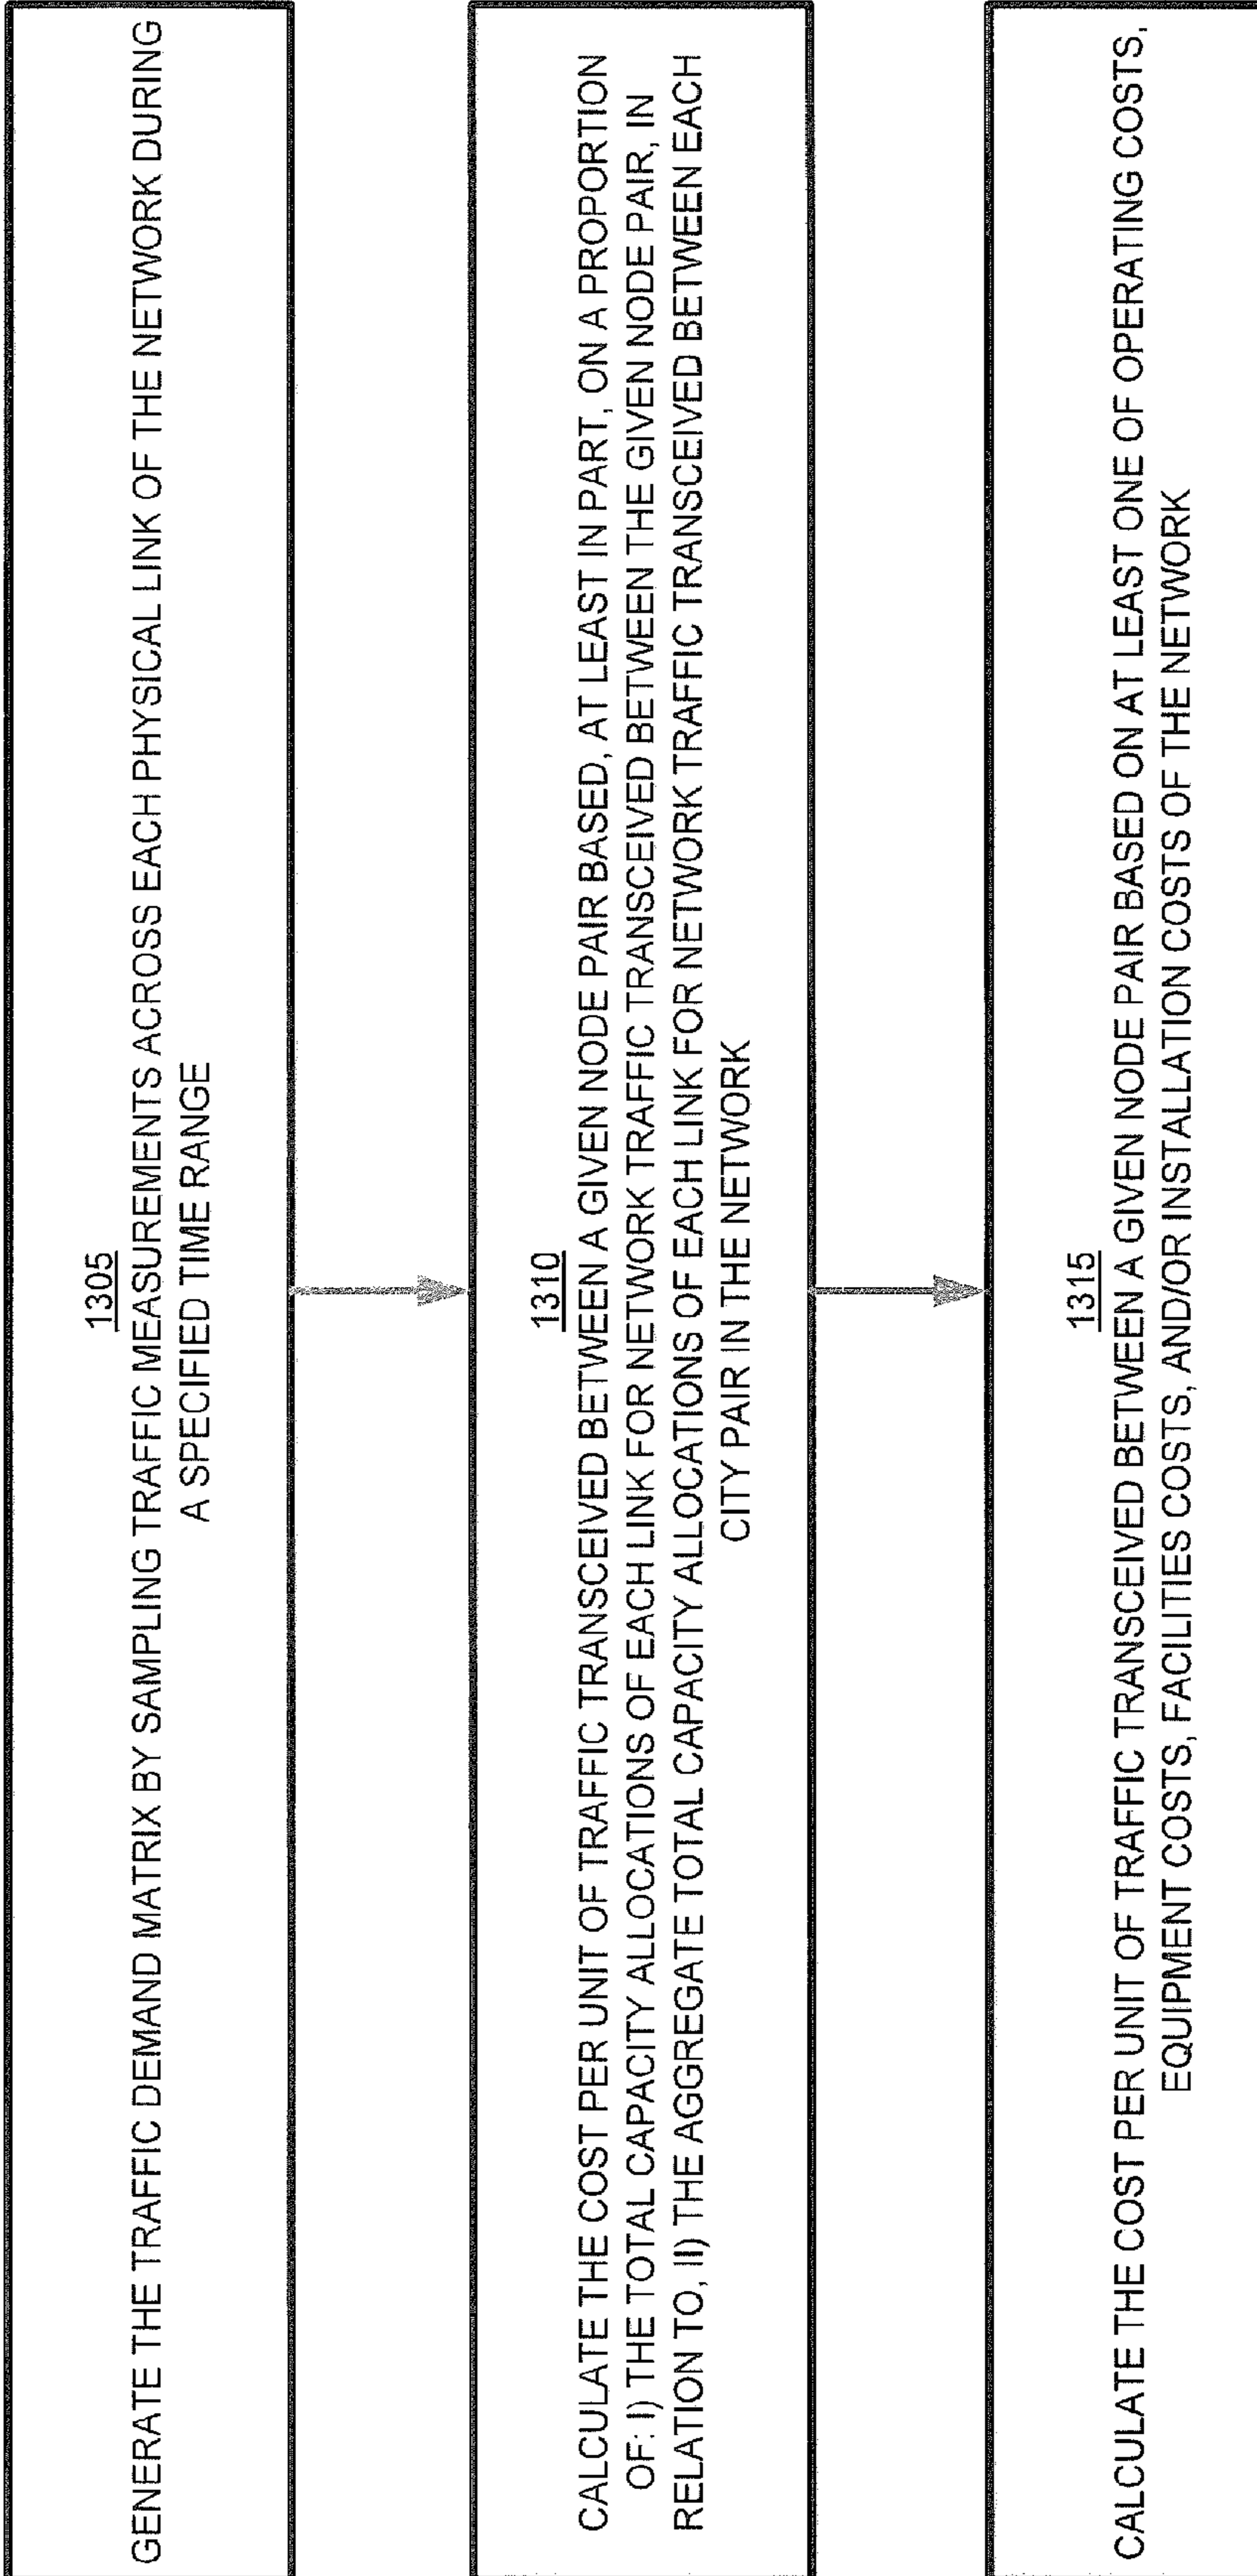 1305
GENERATE THE TRAFFIC DEMAND MATRIX BY SAMPLING TRAFFIC MEASUREMENTS ACROSS EACH PHYSICAL LINK OF THE NETWORK DURING
A SPECIFIED TIME RANGE
1310
CALCULATE THE COST PER UNIT OF TRAFFIC TRANSCEIVED BETWEEN A GIVEN NODE PAIR BASED, AT LEAST IN PART, ON A PROPORTION
OF: I) THE TOTAL CAPACITY ALLOCATIONS OF EACH LINK FOR NETWORK TRAFFIC TRANSCEIVED BETWEEN THE GIVEN NODE PAIR, IN
RELATION TO, II) THE AGGREGATE TOTAL CAPACITY ALLOCATIONS OF EACH LINK FOR NETWORK TRAFFIC TRANSCEIVED BETWEEN EACH
CITY PAIR IN THE NETWORK
1315
CALCULATE THE COST PER UNIT OF TRAFFIC TRANSCEIVED BETWEEN A GIVEN NODE PAIR BASED ON AT LEAST ONE OF OPERATING COSTS,
EQUIPMENT COSTS, FACILITIES COSTS, AND/OR INSTALLATION COSTS OF THE NETWORK